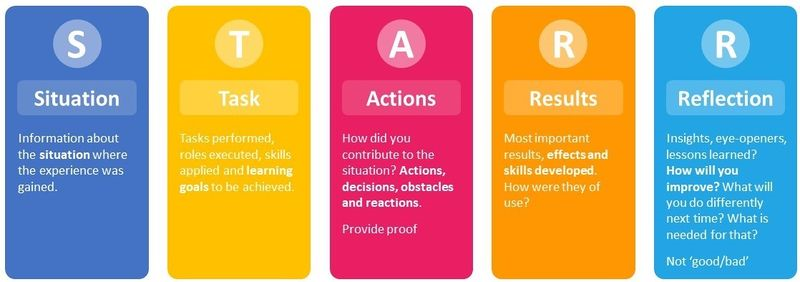 S
Situation
Information about
the situation where
the experience was
gained.
T
Task
Tasks performed,
roles executed, skills
applied and learning
goals to be achieved.
A
Actions
How did you
contribute to the
situation? Actions,
decisions, obstacles
and reactions.
Provide proof
R
Results
Most important
results, effects and
skills developed.
How were they of
use?
R
Reflection
Insights, eye-openers,
lessons learned?
How will you
improve? What will
you do differently
next time? What is
needed for that?
Not ‘good/bad’